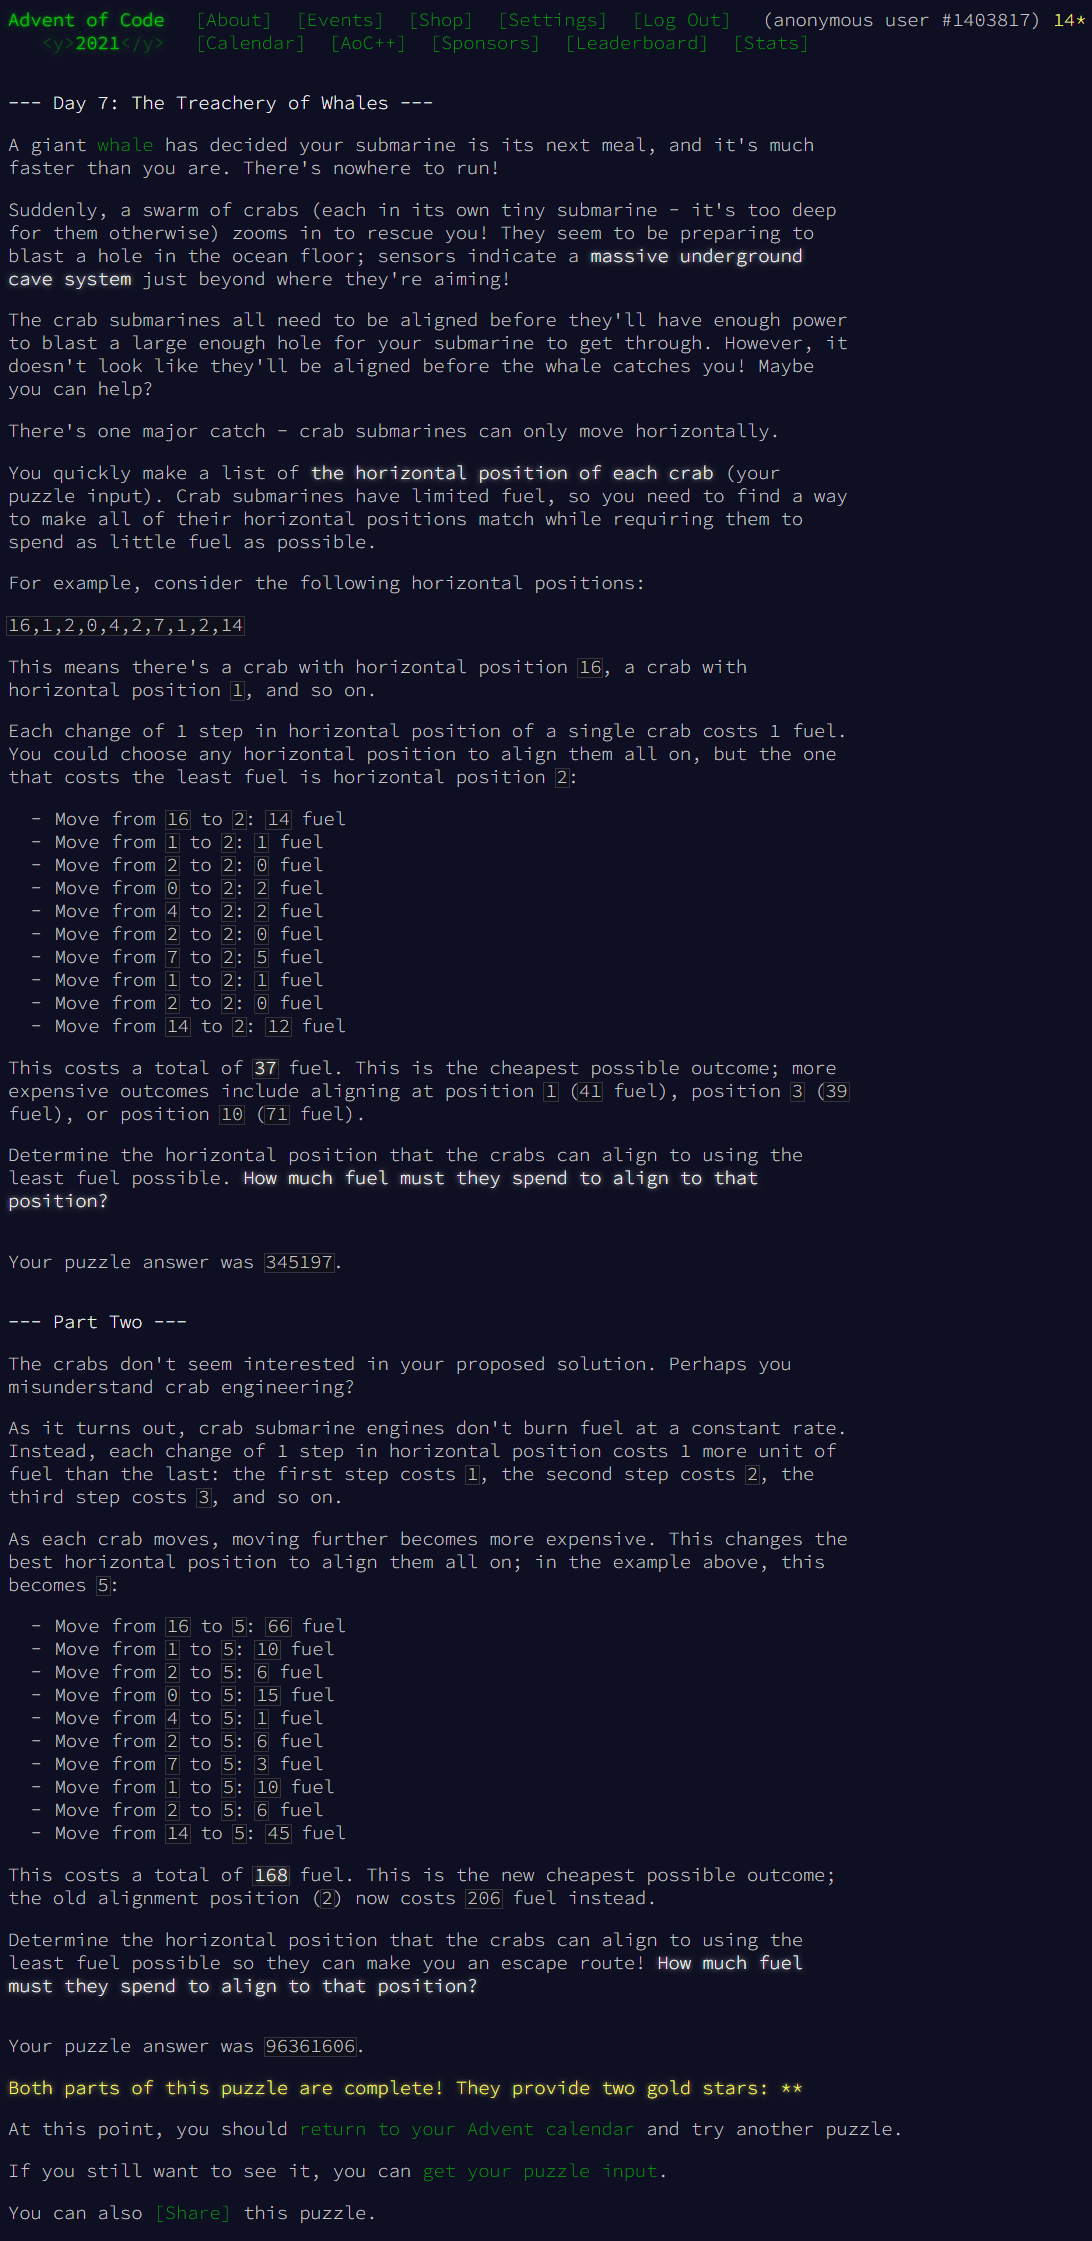 Advent of Code [About] [Events] [Shop] [Settings] [Log Out] (anonymous user #1403817) 14*
<y>2021</y> [Calendar] [AoC++] [Sponsors] [Leaderboard] [Stats]
--- Day 7: The Treachery of Whales ---
A giant whale has decided your submarine is its next meal, and it's much
faster than you are. There's nowhere to run!
Suddenly, a swarm of crabs (each in its own tiny submarine - it's too deep
for them otherwise) zooms in to rescue you! They seem to be preparing to
blast a hole in the ocean floor; sensors indicate a massive underground
cave system just beyond where they're aiming!
The crab submarines all need to be aligned before they'll have enough power
to blast a large enough hole for your submarine to get through. However, it
doesn't look like they'll be aligned before the whale catches you! Maybe
you can help?
There's one major catch - crab submarines can only move horizontally.
You quickly make a list of the horizontal position of each crab (your
puzzle input). Crab submarines have limited fuel, so you need to find a way
to make all of their horizontal positions match while requiring them to
spend as little fuel as possible.
For example, consider the following horizontal positions:
16,1,2,0,4,2,7,1,2,14
This means there's a crab with horizontal position 16, a crab with
horizontal position 1, and so on.
Each change of 1 step in horizontal position of a single crab costs 1 fuel.
You could choose any horizontal position to align them all on, but the one
that costs the least fuel is horizontal position 2:
- Move from 16 to 2: 14 fuel
- Move from 1 to 2: 1 fuel
- Move from 2 to 2: 0 fuel
- Move from 0 to 2: 2 fuel
- Move from 4 to 2: 2 fuel
- Move from 2 to 2: 0 fuel
- Move from 7 to 2: 5 fuel
- Move from 1 to 2: 1 fuel
- Move from 2 to 2: 0 fuel
- Move from 14 to 2: 12 fuel
This costs a total of 37 fuel. This is the cheapest possible outcome; more
expensive outcomes include aligning at position 1 (41 fuel), position 3 (39
fuel), or position 10 (71 fuel).
Determine the horizontal position that the crabs can align to using the
least fuel possible. How much fuel must they spend to align to that
position?
Your puzzle answer was 345197.
--- Part Two ---
The crabs don't seem interested in your proposed solution. Perhaps you
misunderstand crab engineering?
As it turns out, crab submarine engines don't burn fuel at a constant rate.
Instead, each change of 1 step in horizontal position costs 1 more unit of
fuel than the last: the first step costs 1, the second step costs 2, the
third step costs 3, and so on.
As each crab moves, moving further becomes more expensive. This changes the
best horizontal position to align them all on; in the example above, this
becomes 5:
- Move from 16 to 5: 66 fuel
- Move from 1 to 5: 10 fuel
- Move from 2 to 5: 6 fuel
- Move from 0 to 5: 15 fuel
- Move from 4 to 5: 1 fuel
- Move from 2 to 5: 6 fuel
- Move from 7 to 5: 3 fuel
- Move from 1 to 5: 10 fuel
- Move from 2 to 5: 6 fuel
- Move from 14 to 5: 45 fuel
This costs a total of 168 fuel. This is the new cheapest possible outcome;
the old alignment position (2) now costs 206 fuel instead.
Determine the horizontal position that the crabs can align to using the
least fuel possible so they can make you an escape route! How much fuel
must they spend to align to that position?
Your puzzle answer was 96361606.
Both parts of this puzzle are complete! They provide two gold stars: **
At this point, you should return to your Advent calendar and try another puzzle.
If you still want to see it, you can get your puzzle input.
You can also [Share] this puzzle.